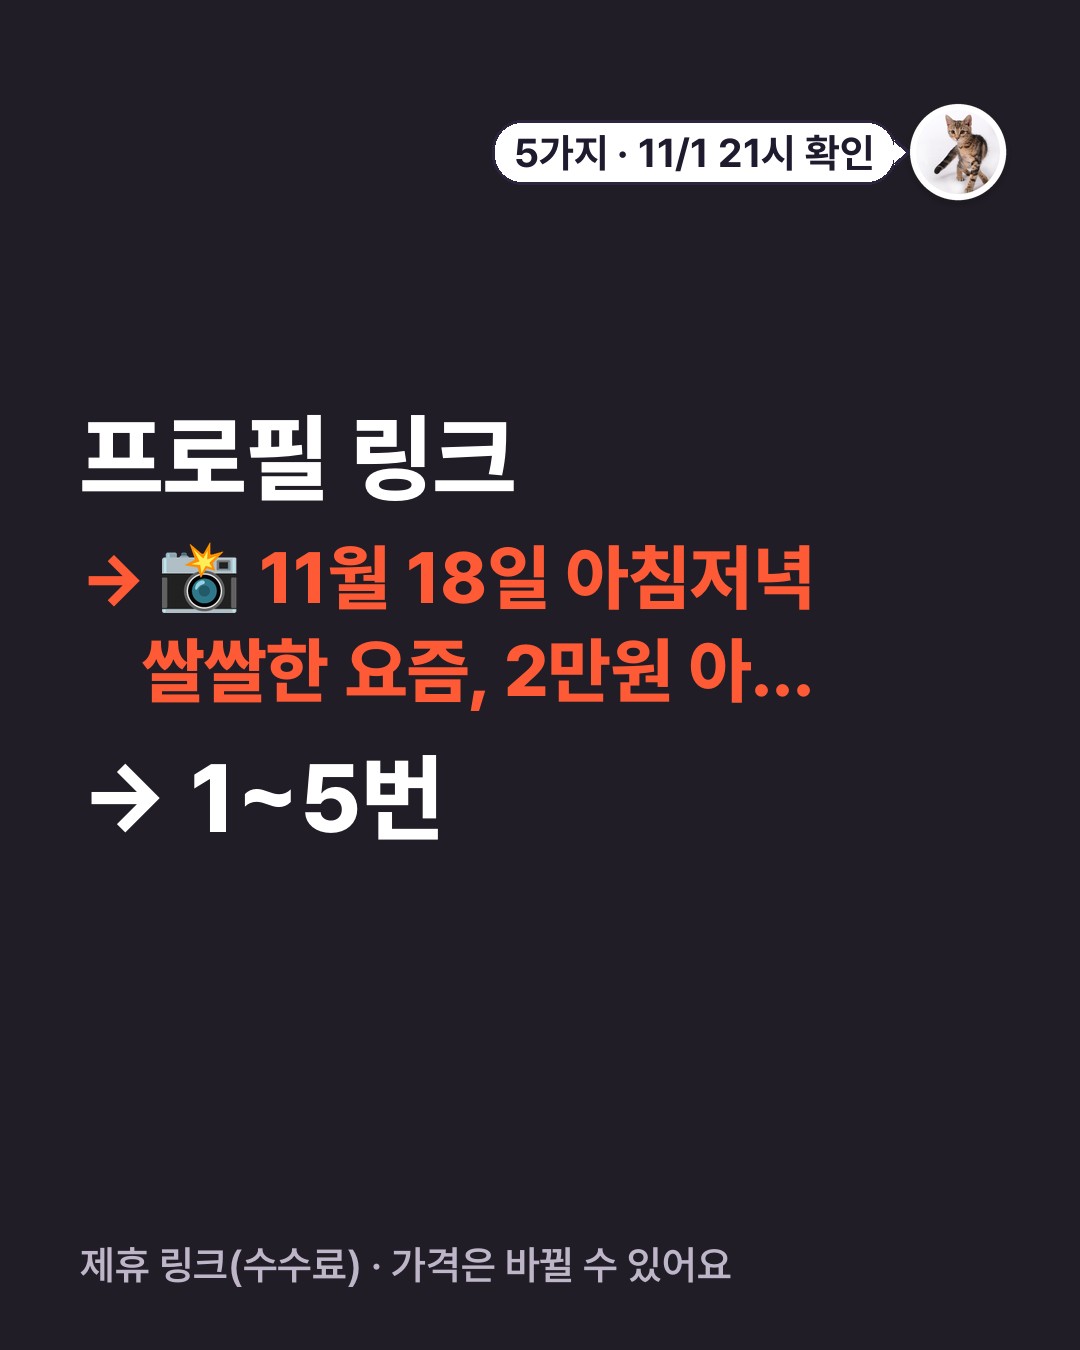 5가지 · 11/1 21시 확인
프로필 링크
→ 📸 11월 18일 아침저녁
쌀쌀한 요즘, 2만원 아...
→ 1~5번
제휴 링크(수수료) · 가격은 바뀔 수 있어요